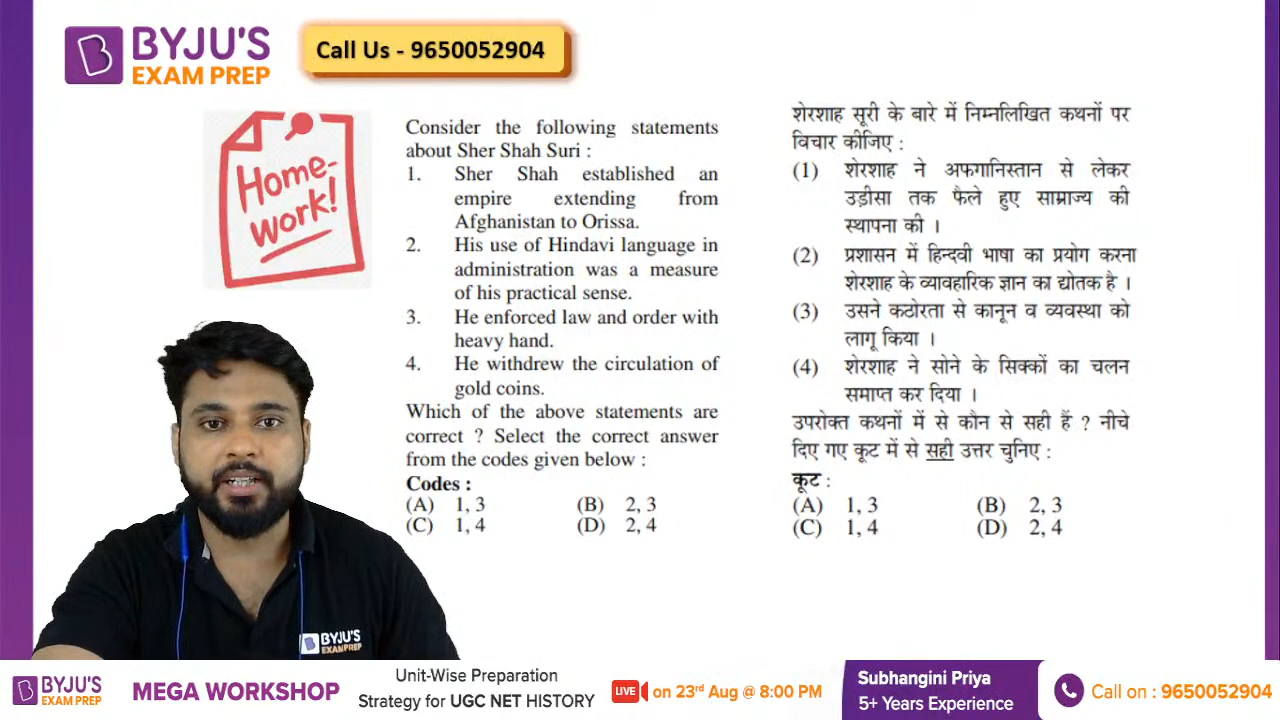 BYJU'S
EXAM PREP
Call Us - 9650052904
Home-
work!
Consider the following statements
about Sher Shah Suri :
1. Sher Shah established an
empire extending from
Afghanistan to Orissa.
2. His use of Hindavi language in
administration was a measure
of his practical sense.
3. He enforced law and order with
heavy hand.
4. He withdrew the circulation of
gold coins.
Which of the above statements are
correct ? Select the correct answer
from the codes given below :
Codes :
(A) 1, 3 (B) 2, 3
(C) 1, 4 (D) 2, 4
शेरशाह सूरी के बारे में निम्नलिखित कथनों पर
विचार कीजिए :
(1) शेरशाह ने अफगानिस्तान से लेकर
उड़ीसा तक फैले हुए साम्राज्य की
स्थापना की ।
(2) प्रशासन में हिन्दवी भाषा का प्रयोग करना
शेरशाह के व्यावहारिक ज्ञान का द्योतक है ।
(3) उसने कठोरता से कानून व व्यवस्था को
लागू किया ।
(4) शेरशाह ने सोने के सिक्कों का चलन
समाप्त कर दिया ।
उपरोक्त कथनों में से कौन से सही हैं ? नीचे
दिए गए कूट में से सही उत्तर चुनिए :
कूट :
(A) 1, 3 (B) 2, 3
(C) 1, 4 (D) 2, 4
BYJU'S
EXAM PREP
BYJU'S
EXAM PREP
MEGA WORKSHOP
Unit-Wise Preparation
Strategy for UGC NET HISTORY
LIVE on 23rd Aug @ 8:00 PM
Subhangini Priya
5+ Years Experience
Call on : 9650052904